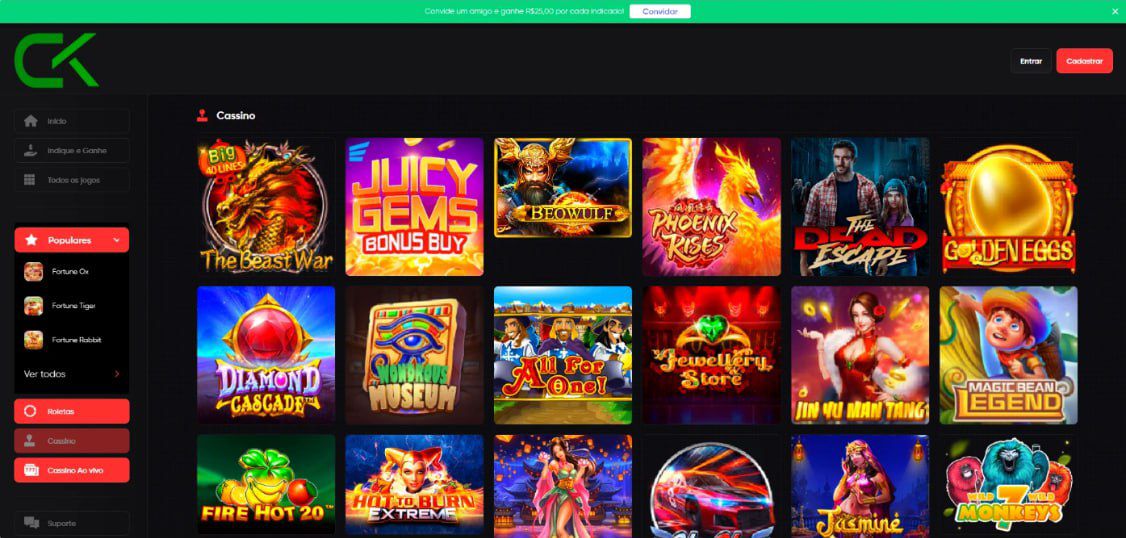 Convide um amigo e ganhe R$25,00 por cada indicado! Convidar
CK
Entrar
Cadastrar
Início
Indique e Ganhe
Todos os jogos
Populares
Fortune Ox
Fortune Tiger
Fortune Rabbit
Ver todos
Roletas
Cassino
Cassino Ao vivo
Suporte
Cassino
Big
40 LINES
The Beast War
JUICY
GEMS
BONUS BUY
BEOWULF
PHOENIX
RISES
THE
DEAD
ESCAPE
GOLDEN EGGS
DIAMOND
CASCADE™
WONDROUS
MUSEUM
All For
One!
Jewellery
Store
JIN YU MAN TANG
MAGIC BEAN
LEGEND
FIRE HOT 20™
HOT TO BURN
EXTREME
Jasmine
WILD 7 WILD
MONKEYS